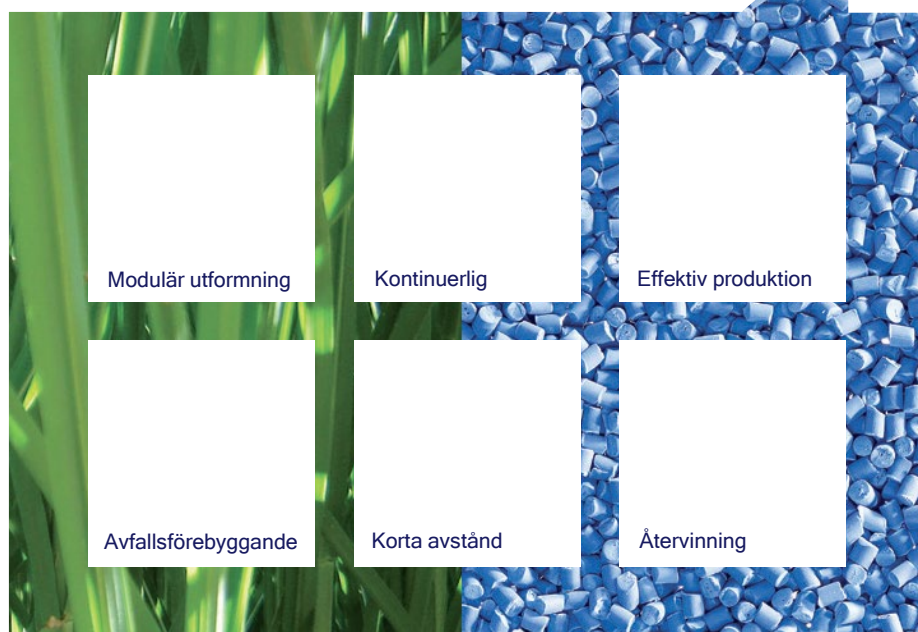 Modulär utformning
Kontinuerlig
Effektiv produktion
Avfallsförebyggande
Korta avstånd
Återvinning